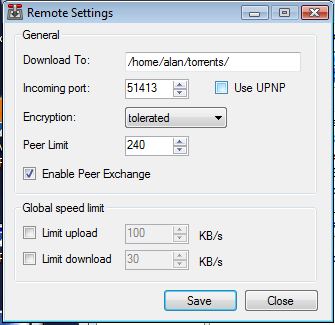 Remote Settings
General
Download To: /home/alan/torrents/
Incoming port: 51413 Use UPNP
Encryption: tolerated
Peer Limit 240
Enable Peer Exchange
Global speed limit
Limit upload 100 KB/s
Limit download 30 KB/s
Save Close